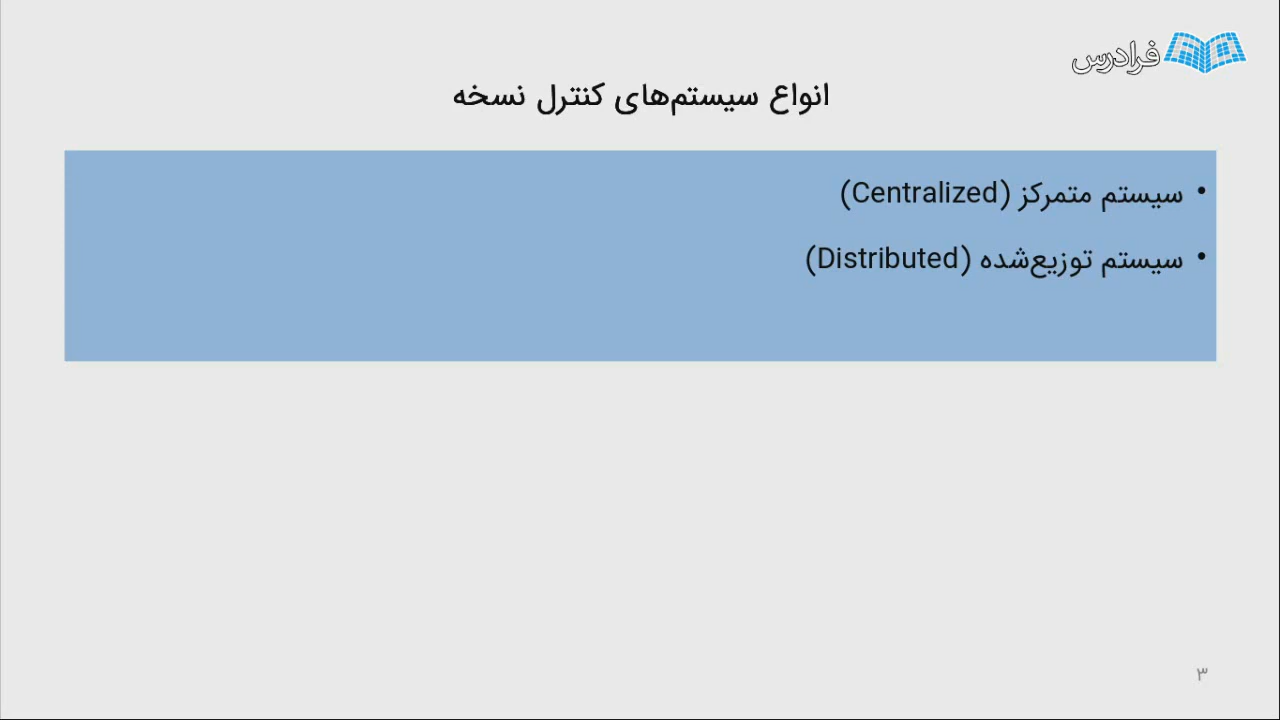 فرادرس
انواع سیستم‌های کنترل نسخه
• سیستم متمرکز (Centralized)
• سیستم توزیع‌شده (Distributed)
۳